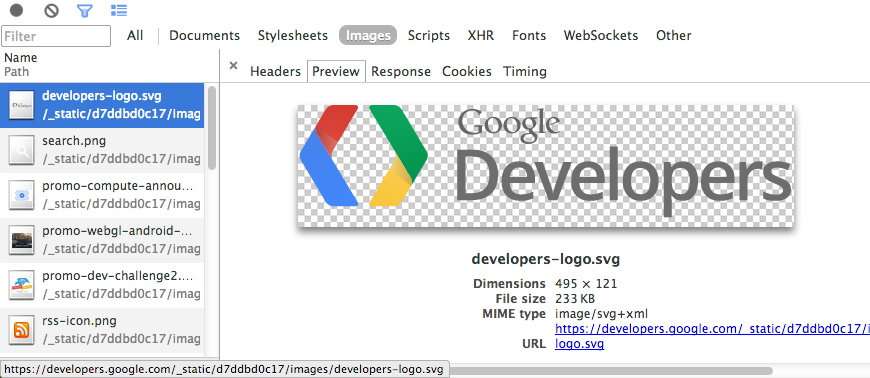 Filter
All Documents Stylesheets Images Scripts XHR Fonts WebSockets Other
Name
Path
× Headers Preview Response Cookies Timing
developers-logo.svg
/_static/d7ddbd0c17/imag
search.png
/_static/d7ddbd0c17/imag
promo-compute-annou...
/_static/d7ddbd0c17/imag
promo-webgl-android-...
/_static/d7ddbd0c17/imag
promo-dev-challenge2....
/_static/d7ddbd0c17/imag
rss-icon.png
/_static/d7ddbd0c17/imag
Google
Developers
developers-logo.svg
Dimensions 495 × 121
File size 233 KB
MIME type image/svg+xml
https://developers.google.com/_static/d7ddbd0c17/i
URL logo.svg
https://developers.google.com/_static/d7ddbd0c17/images/developers-logo.svg